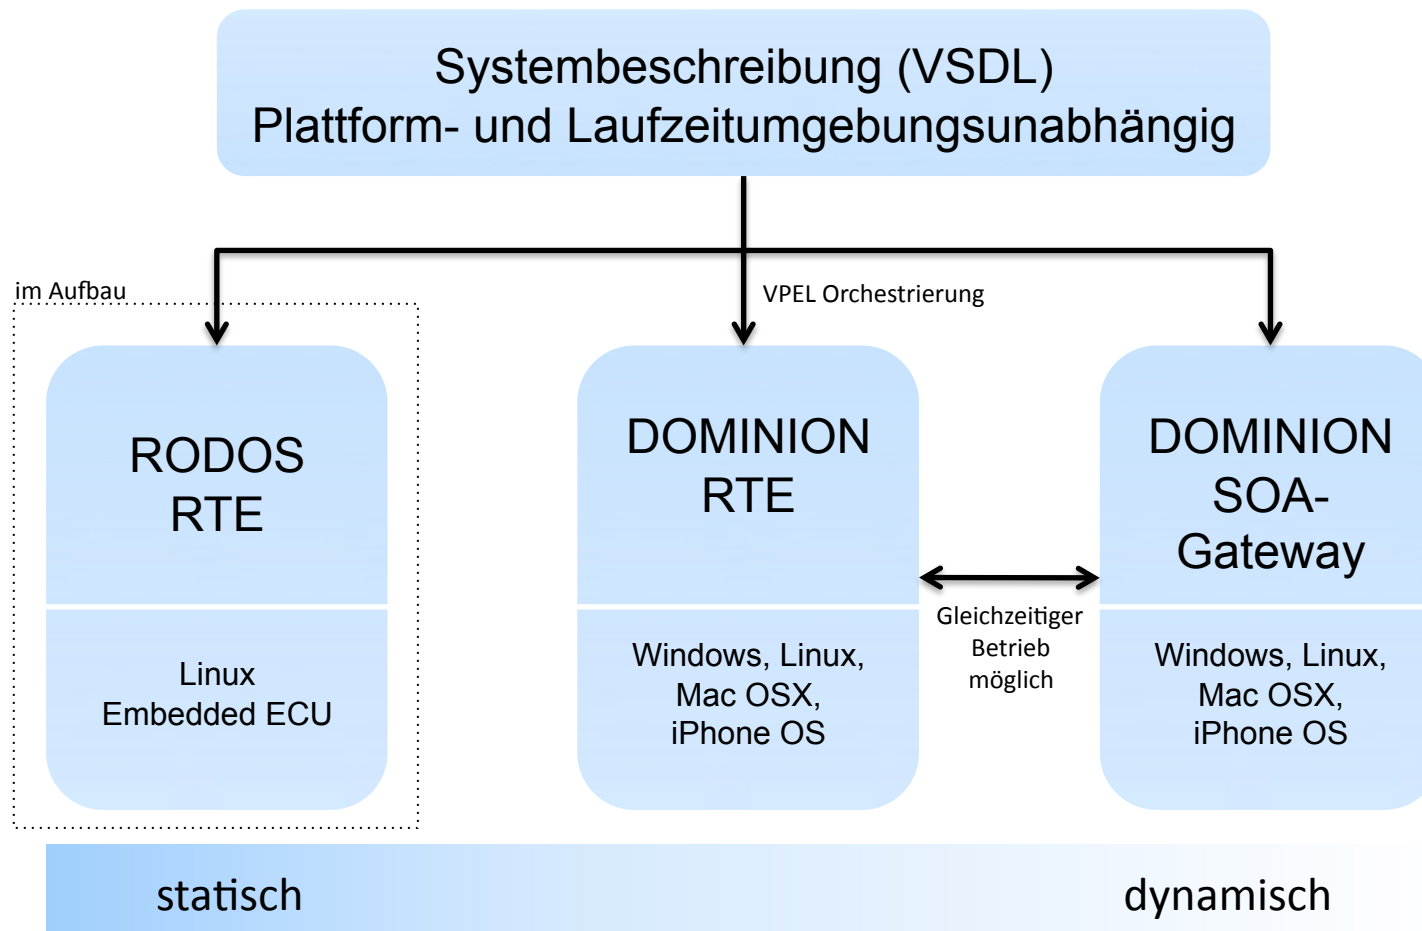 Systembeschreibung (VSDL)
Plattform- und Laufzeitumgebungsunabhängig
im Aufbau
VPEL Orchestrierung
RODOS
RTE
Linux
Embedded ECU
DOMINION
RTE
Windows, Linux,
Mac OSX,
iPhone OS
Gleichzeitiger
Betrieb
möglich
DOMINION
SOA-
Gateway
Windows, Linux,
Mac OSX,
iPhone OS
statisch
dynamisch